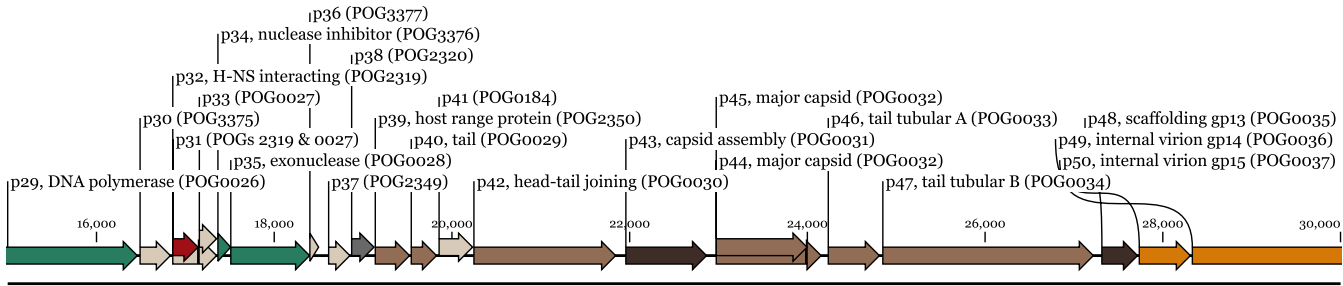 p36 (POG3377)
p34, nuclease inhibitor (POG3376)
p38 (POG2320)
p32, H-NS interacting (POG2319)
p33 (POG0027)
p41 (POG0184)
p45, major capsid (POG0032)
p30 (POG3375)
p39, host range protein (POG2350)
p46, tail tubular A (POG0033)
p48, scaffolding gp13 (POG0035)
p31 (POGs 2319 & 0027)
p40, tail (POG0029)
p43, capsid assembly (POG0031)
p49, internal virion gp14 (POG0036)
p35, exonuclease (POG0028)
p44, major capsid (POG0032)
p50, internal virion gp15 (POG0037)
p29, DNA polymerase (POG0026)
p37 (POG2349)
p42, head-tail joining (POG0030)
p47, tail tubular B (POG0034)
16,000
18,000
20,000
22,000
24,000
26,000
28,000
30,000